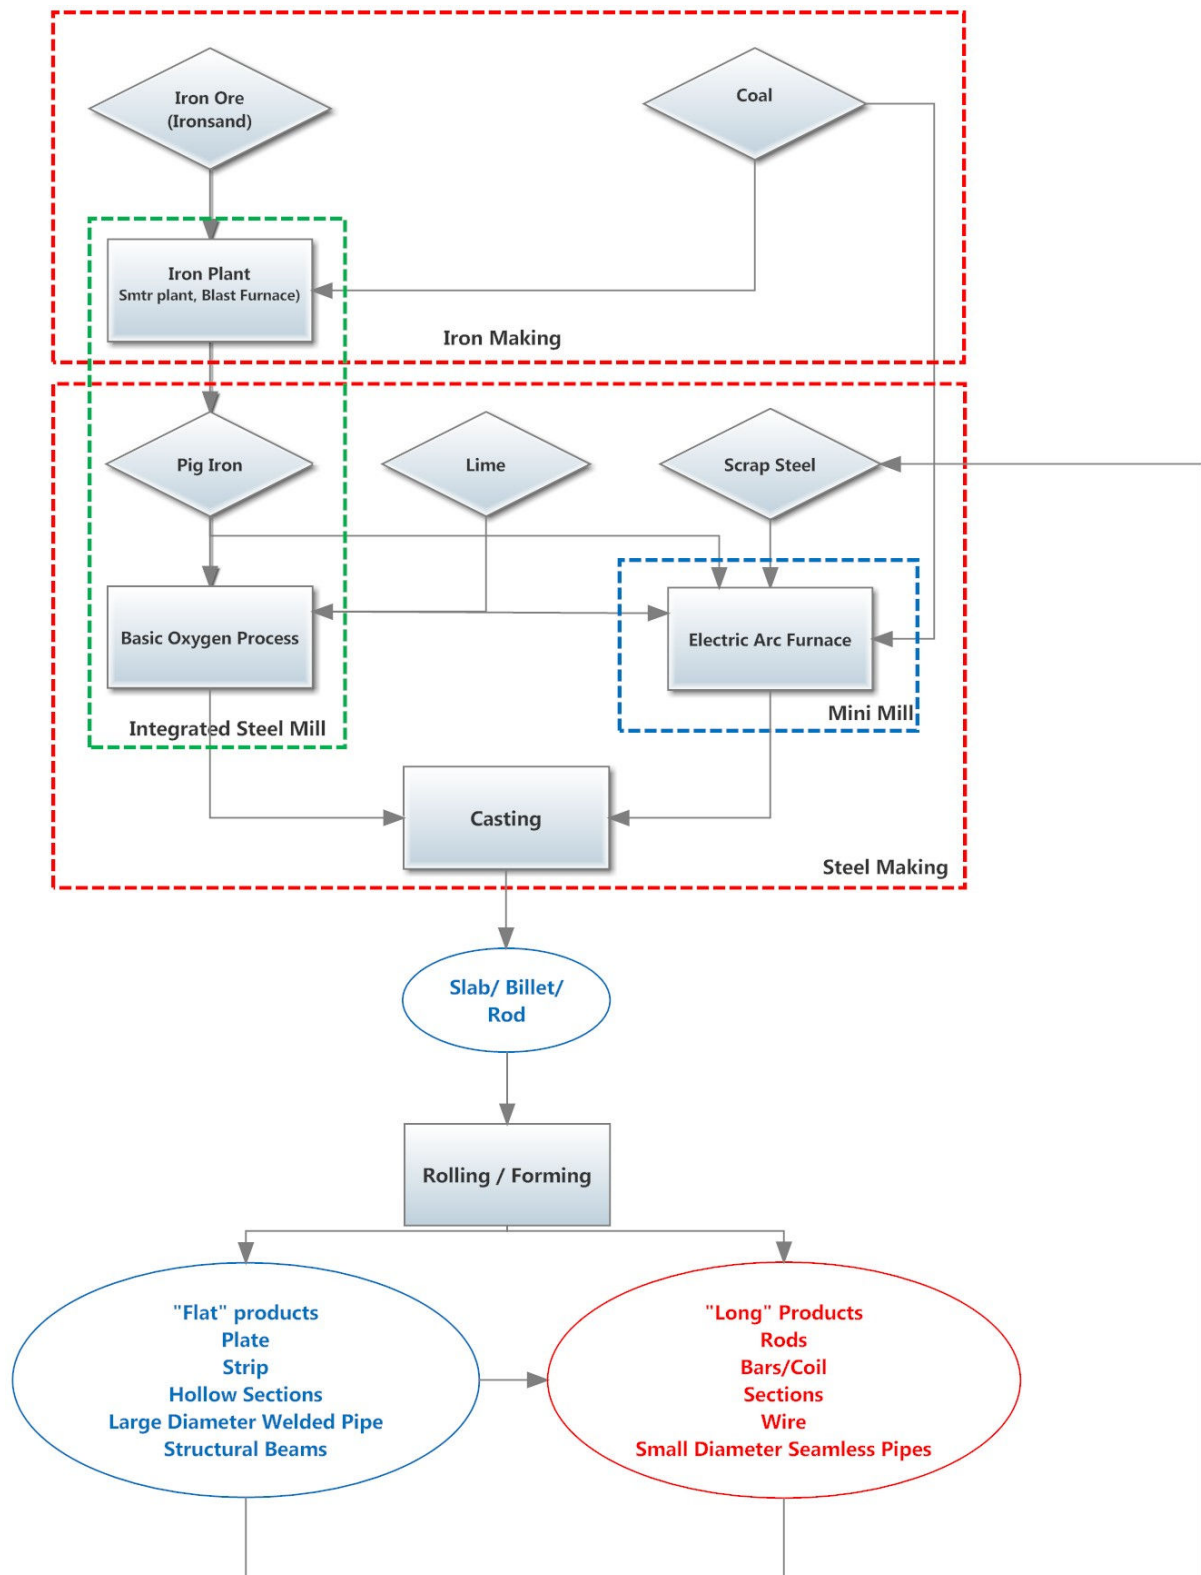 Iron Ore
(Ironsand)
Coal
Iron Plant
Smtr plant, Blast Furnace)
Iron Making
Pig Iron
Lime
Scrap Steel
Basic Oxygen Process
Electric Arc Furnace
Integrated Steel Mill
Mini Mill
Casting
Steel Making
Slab/ Billet/
Rod
Rolling / Forming
"Flat" products
Plate
Strip
Hollow Sections
Large Diameter Welded Pipe
Structural Beams
"Long" Products
Rods
Bars/Coil
Sections
Wire
Small Diameter Seamless Pipes